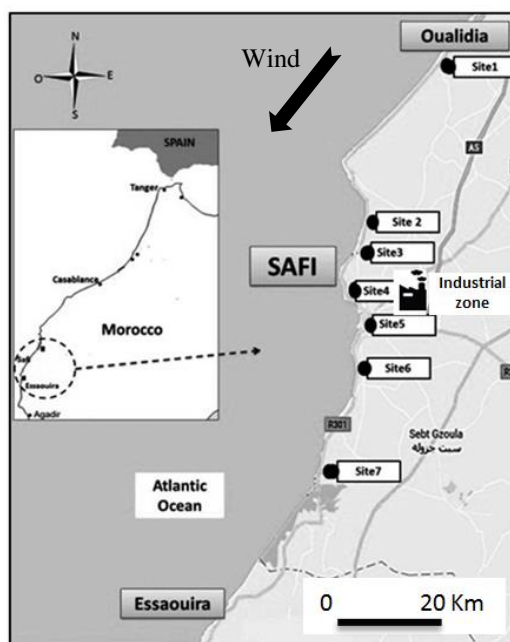 N
O
E
S
Wind
Oualidia
Site1
A5
SPAIN
Tanger
Casablanca
Morocco
Safi
Essaouira
Agadir
Site 2
Site3
SAFI
Site4
Industrial
zone
Site5
Site6
R301
Sebt Gzoula
سبت جزولة
Site7
Atlantic
Ocean
Essaouira
0 20 Km